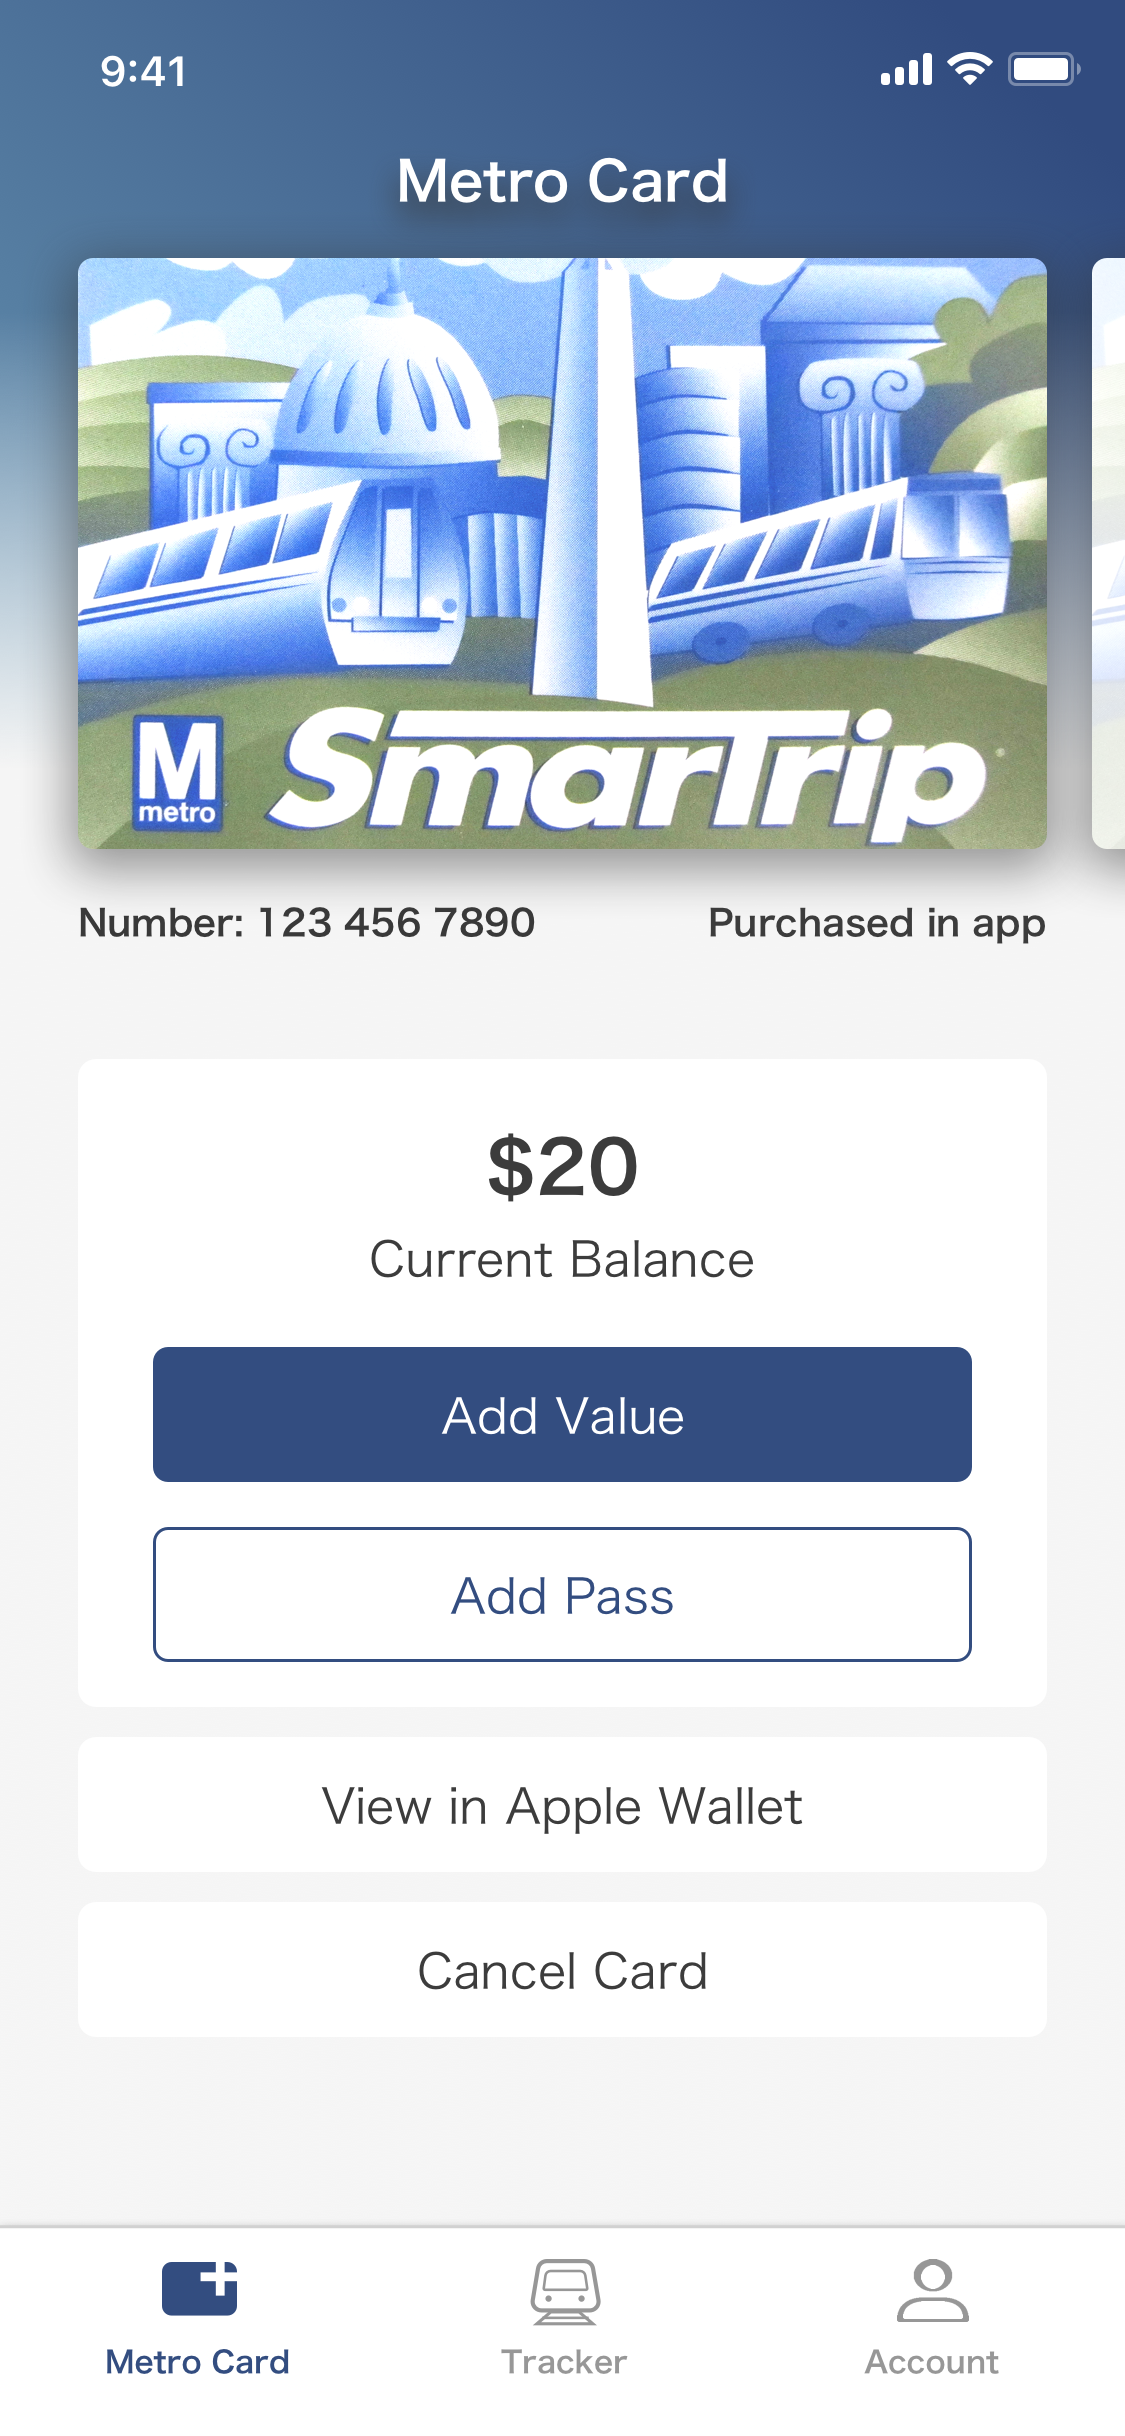 9:41
Metro Card
M
metro
SmarTrip
Number: 123 456 7890
Purchased in app
$20
Current Balance
Add Value
Add Pass
View in Apple Wallet
Cancel Card
Metro Card
Tracker
Account